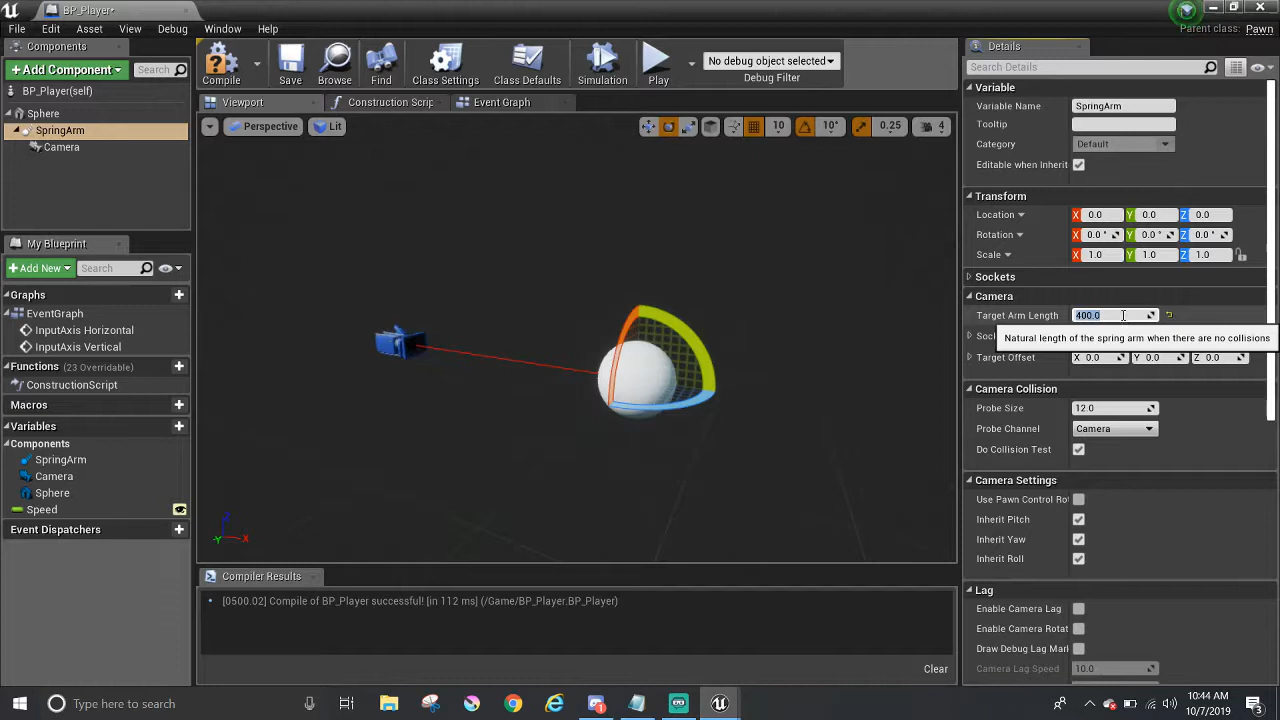 BP_Player*
File Edit Asset View Debug Window Help
Parent class: Pawn
Components
+ Add Component
Search
BP_Player(self)
Sphere
SpringArm
Camera
My Blueprint
+ Add New
Search
Graphs
EventGraph
InputAxis Horizontal
InputAxis Vertical
Functions (23 Overridable)
ConstructionScript
Macros
Variables
Components
SpringArm
Camera
Sphere
Speed
Event Dispatchers
Compile
Save
Browse
Find
Class Settings
Class Defaults
Simulation
Play
No debug object selected
Debug Filter
Viewport
Construction Scrip
Event Graph
Perspective
Lit
10
10°
0.25
4
Z
Y
X
Compiler Results
[0500.02] Compile of BP_Player successful! [in 112 ms] (/Game/BP_Player.BP_Player)
Clear
Details
Search Details
Variable
Variable Name SpringArm
Tooltip
Category Default
Editable when Inherit
Transform
Location X 0.0 Y 0.0 Z 0.0
Rotation X 0.0 ° Y 0.0 ° Z 0.0 °
Scale X 1.0 Y 1.0 Z 1.0
Sockets
Camera
Target Arm Length 400.0
Soc
Natural length of the spring arm when there are no collisions
Target Offset X 0.0 Y 0.0 Z 0.0
Camera Collision
Probe Size 12.0
Probe Channel Camera
Do Collision Test
Camera Settings
Use Pawn Control Rot
Inherit Pitch
Inherit Yaw
Inherit Roll
Lag
Enable Camera Lag
Enable Camera Rotat
Draw Debug Lag Mar
Camera Lag Speed 10.0
Type here to search
10:44 AM
10/7/2019
3